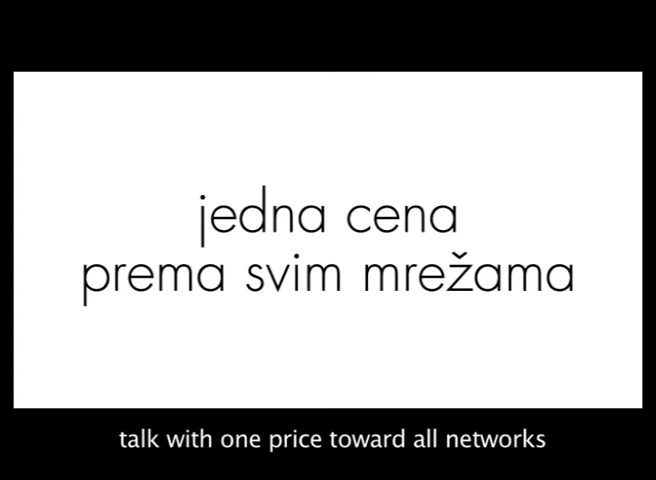 jedna cena
prema svim mrežama
talk with one price toward all networks